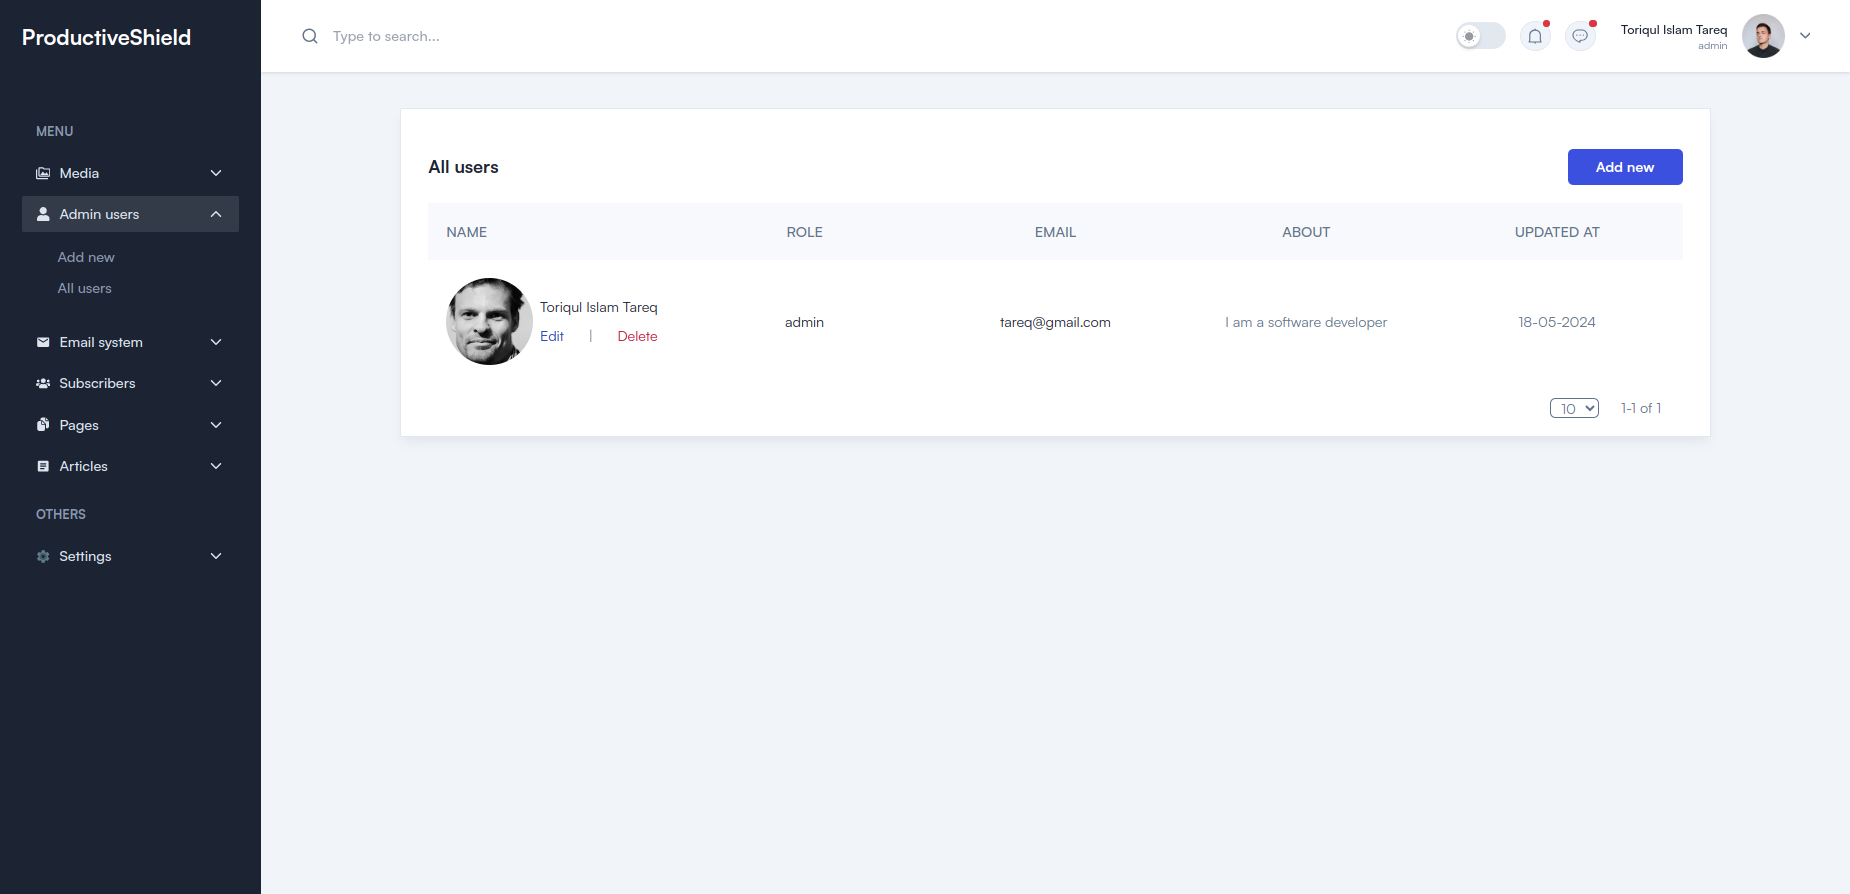 ProductiveShield
Type to search...
Toriqul Islam Tareq
admin
MENU
Media
Admin users
Add new
All users
Email system
Subscribers
Pages
Articles
OTHERS
Settings
All users
Add new
NAME ROLE EMAIL ABOUT UPDATED AT
Toriqul Islam Tareq
Edit | Delete
admin tareq@gmail.com I am a software developer 18-05-2024
10 1-1 of 1